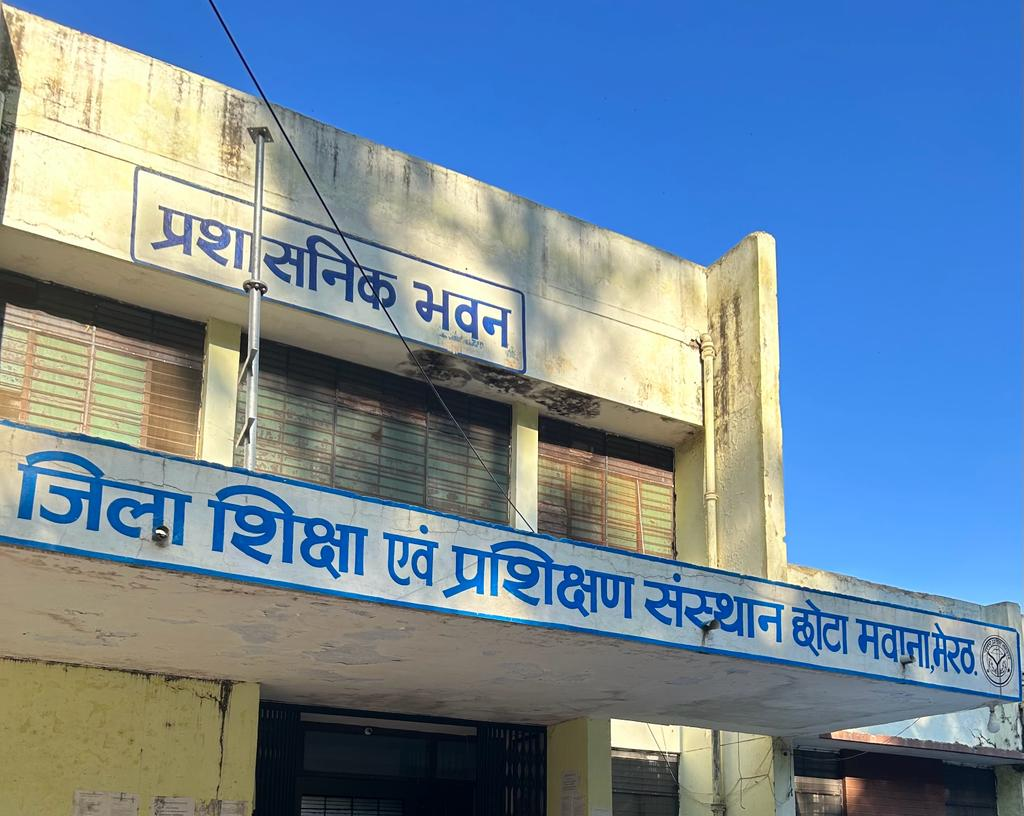 प्रशासनिक भवन
जिला शिक्षा एवं प्रशिक्षण संस्थान छोटा मवाना,मेरठ.